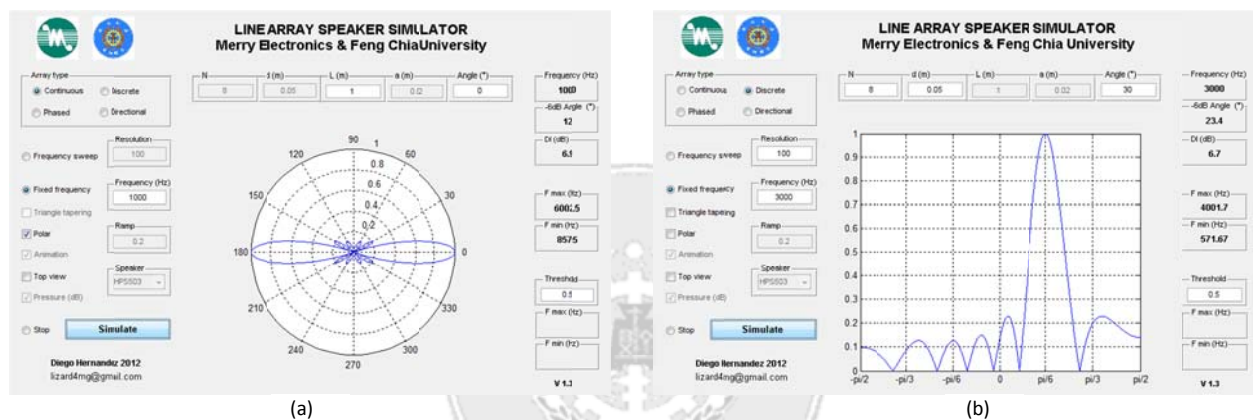 LINE ARRAY SPEAKER SIMULATOR
Merry Electronics & Feng Chia University
Array type
Continuous
Discrete
Phased
Directional
N
8
d (m)
0.05
L (m)
1
a (m)
0.02
Angle (°)
0
Frequency (Hz)
1000
-6dB Angle (°)
12
DI (dB)
F max (Hz)
6002.5
F min (Hz)
Threshold
F max (Hz)
F min (Hz)
Frequency sweep
Resolution
100
Fixed frequency
Frequency (Hz)
1000
Triangle tapering
Polar
Ramp
0.2
Animation
Top view
Speaker
HPS503
Pressure (dB)
Stop
Simulate
Diego Hernandez 2012
lizard4mg@gmail.com
V 1.3
90
1
120
60
0.8
0.6
150
30
0.4
0.2
180
0
210
330
240
300
270
(a)
LINE ARRAY SPEAKER SIMULATOR
Merry Electronics & Feng Chia University
Array type
Continuous
Discrete
Phased
Directional
N
8
d (m)
0.05
L (m)
1
a (m)
0.02
Angle (°)
30
Frequency (Hz)
3000
-6dB Angle (°)
23.4
DI (dB)
6.7
F max (Hz)
4001.7
F min (Hz)
571.67
Threshold
0.5
F max (Hz)
F min (Hz)
Frequency sweep
Resolution
100
Fixed frequency
Frequency (Hz)
3000
Triangle tapering
Polar
Ramp
0.2
Animation
Top view
Speaker
HPS503
Pressure (dB)
Stop
Simulate
Diego Hernandez 2012
lizard4mg@gmail.com
V 1.3
1
0.9
0.8
0.7
0.6
0.5
0.4
0.3
0.2
0.1
0
-pi/2
-pi/3
-pi/6
0
pi/6
pi/3
pi/2
(b)